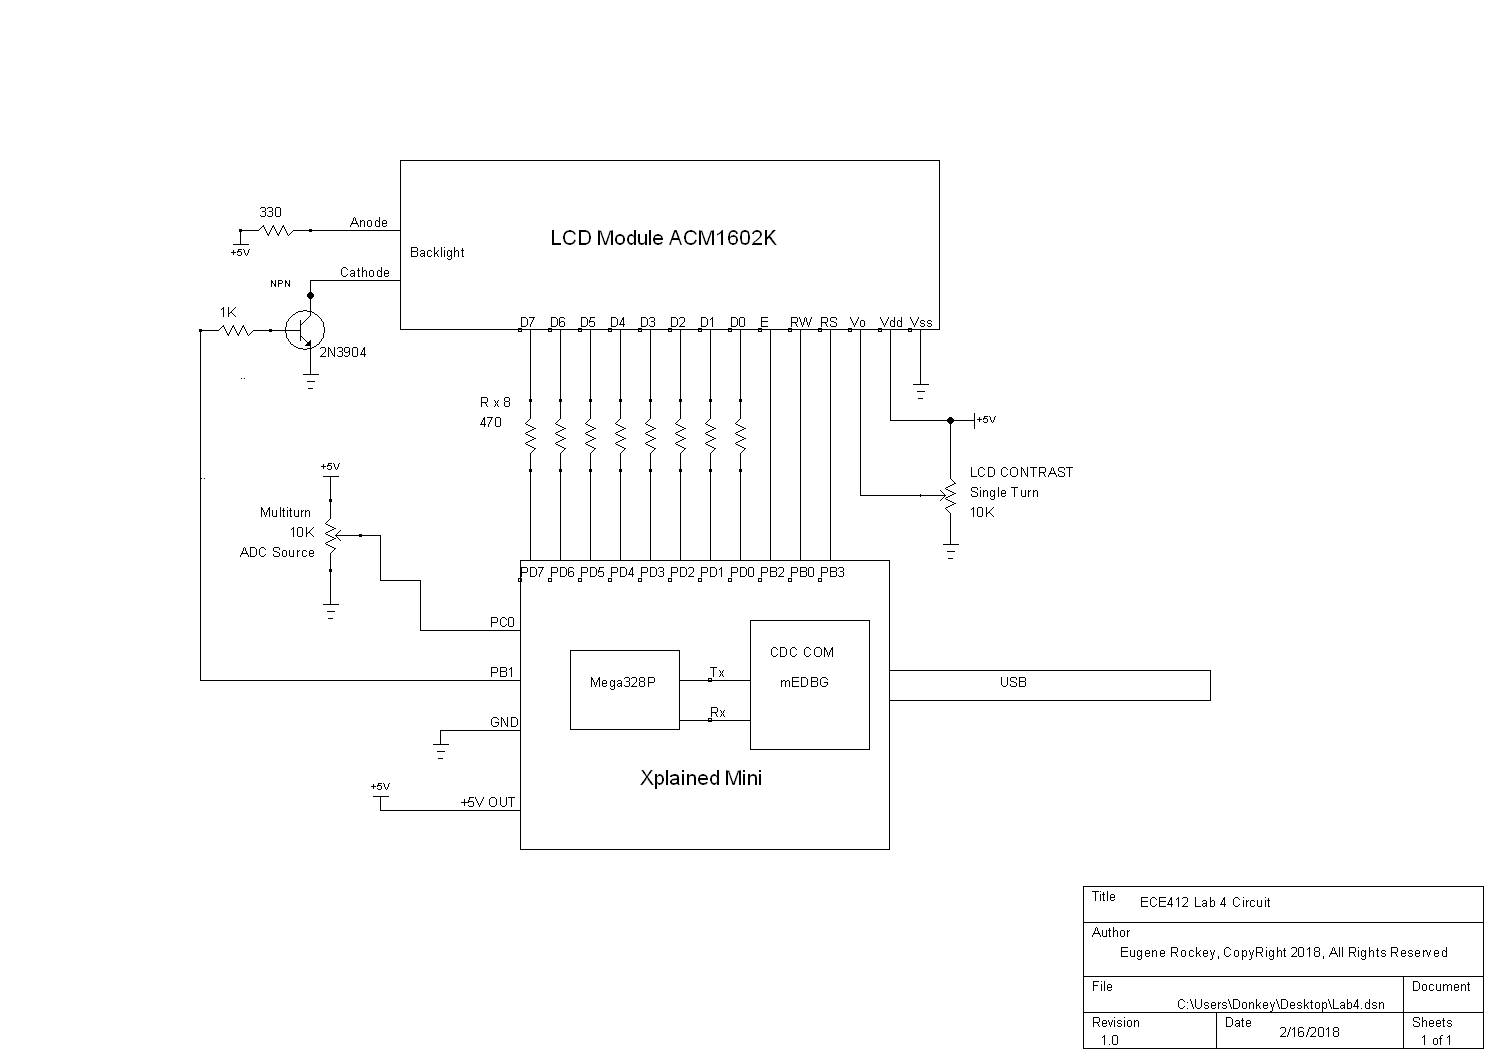 LCD Module ACM1602K
330
Anode
+5V
Backlight
Cathode
NPN
1K
2N3904
D7 D6 D5 D4 D3 D2 D1 D0 E RW RS Vo Vdd Vss
R x 8
470
+5V
+5V
Multiturn
10K
ADC Source
LCD CONTRAST
Single Turn
10K
PD7 PD6 PD5 PD4 PD3 PD2 PD1 PD0 PB2 PB0 PB3
PC0
PB1
GND
+5V
+5V OUT
Mega328P
Tx
Rx
CDC COM
mEDBG
USB
Xplained Mini
Title ECE412 Lab 4 Circuit
Author
Eugene Rockey, CopyRight 2018, All Rights Reserved
File Document
C:\Users\Donkey\Desktop\Lab4.dsn
Revision Date Sheets
1.0 2/16/2018 1 of 1